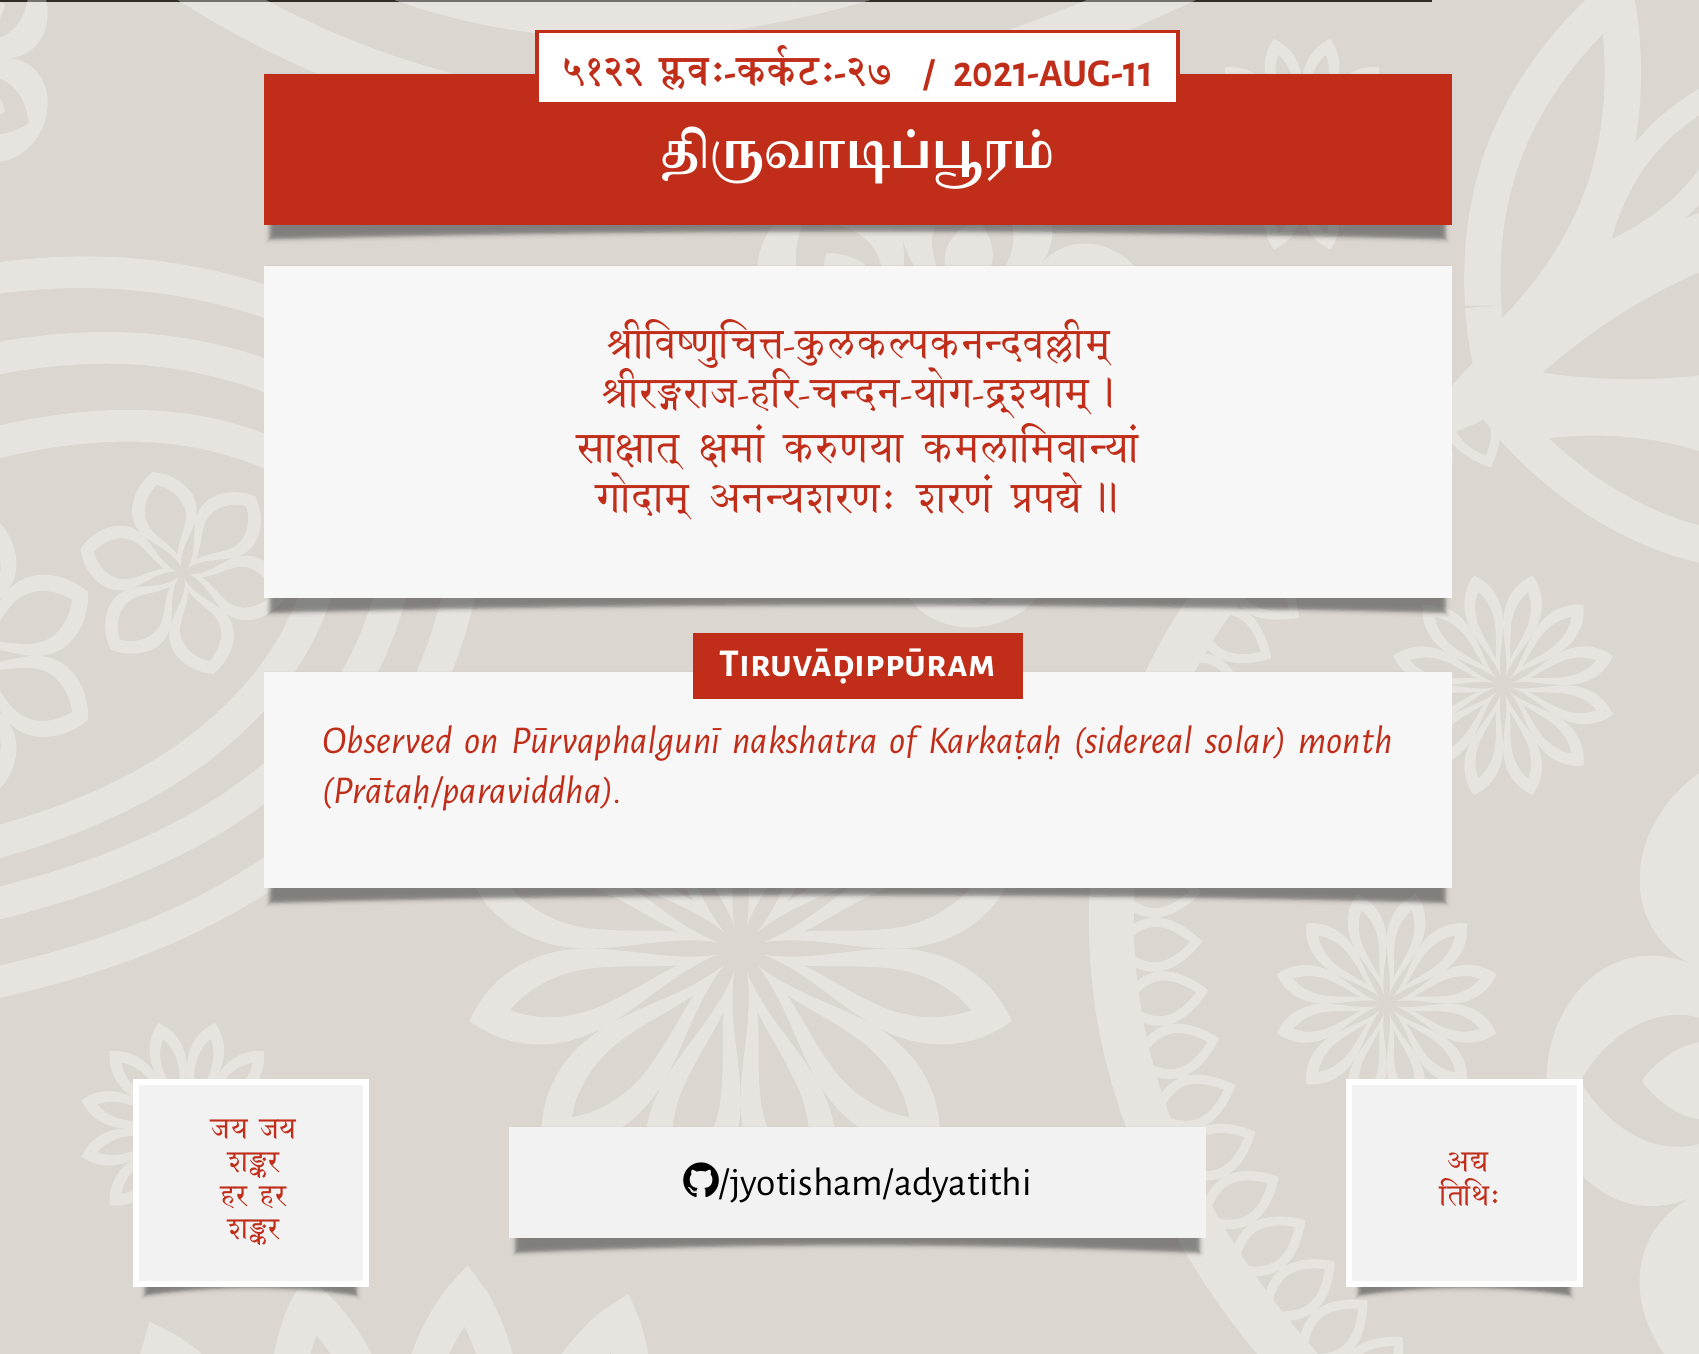 ५१२२ प्लवः-कर्कटः-२७ / 2021-AUG-11
திருவாடிப்பூரம்
श्रीविष्णुचित्त-कुलकल्पकनन्दवल्लीम्
श्रीरङ्गराज-हरि-चन्दन-योग-द्र्श्याम् ।
साक्षात् क्षमां करुणया कमलामिवान्यां
गोदाम् अनन्यशरणः शरणं प्रपद्ये ॥
TIRUVĀḌIPPŪRAM
Observed on Pūrvaphalgunī nakshatra of Karkaṭaḥ (sidereal solar) month
(Prātaḥ/paraviddha).
जय जय
शङ्कर
हर हर
शङ्कर
/jyotisham/adyatithi
अद्य
तिथिः